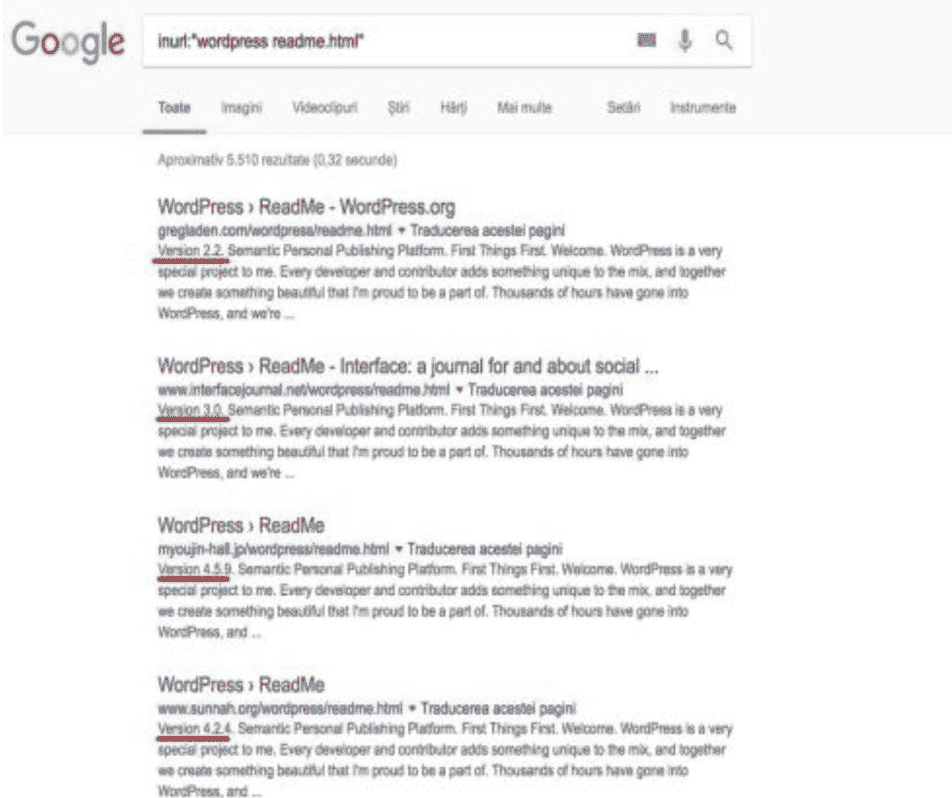 Google
inurl:"wordpress readme.html"
Toate Imagini Videoclipuri Știri Hărți Mai multe Setări Instrumente
Aproximativ 5.510 rezultate (0,32 secunde)
WordPress › ReadMe - WordPress.org
gregladen.com/wordpress/readme.html ▾ Traducerea acestei pagini
Version 2.2. Semantic Personal Publishing Platform. First Things First. Welcome. WordPress is a very
special project to me. Every developer and contributor adds something unique to the mix, and together
we create something beautiful that I'm proud to be a part of. Thousands of hours have gone into
WordPress, and we're ...
WordPress › ReadMe - Interface: a journal for and about social ...
www.interfacejournal.net/wordpress/readme.html ▾ Traducerea acestei pagini
Version 3.0. Semantic Personal Publishing Platform. First Things First. Welcome. WordPress is a very
special project to me. Every developer and contributor adds something unique to the mix, and together
we create something beautiful that I'm proud to be a part of. Thousands of hours have gone into
WordPress, and we're ...
WordPress › ReadMe
myoujin-hall.jp/wordpress/readme.html ▾ Traducerea acestei pagini
Version 4.5.9. Semantic Personal Publishing Platform. First Things First. Welcome. WordPress is a very
special project to me. Every developer and contributor adds something unique to the mix, and together
we create something beautiful that I'm proud to be a part of. Thousands of hours have gone into
WordPress, and ...
WordPress › ReadMe
www.sunnah.org/wordpress/readme.html ▾ Traducerea acestei pagini
Version 4.2.4. Semantic Personal Publishing Platform. First Things First. Welcome. WordPress is a very
special project to me. Every developer and contributor adds something unique to the mix, and together
we create something beautiful that I'm proud to be a part of. Thousands of hours have gone into
WordPress, and ...